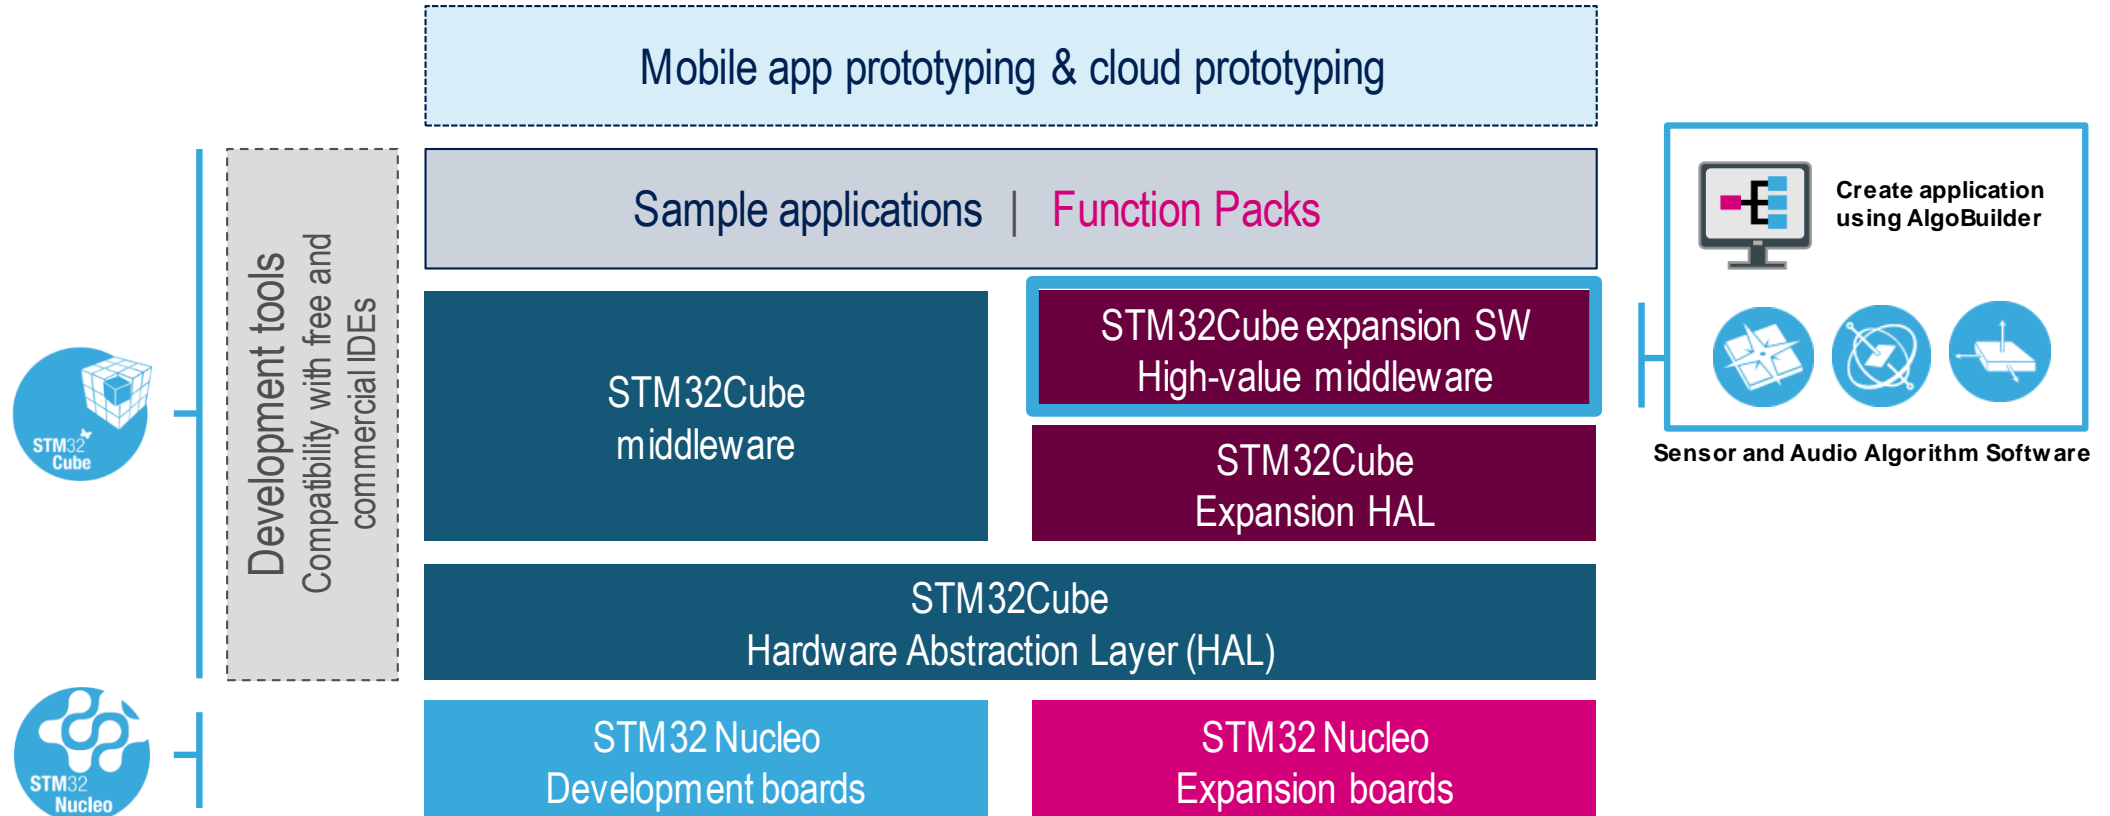 Mobile app prototyping & cloud prototyping
Sample applications | Function Packs
Create application
using AlgoBuilder
Development tools
Compatibility with free and
commercial IDEs
STM32Cube
middleware
STM32Cube expansion SW
High-value middleware
STM32Cube
Expansion HAL
Sensor and Audio Algorithm Software
STM32
Cube
STM32Cube
Hardware Abstraction Layer (HAL)
STM32
Nucleo
STM32 Nucleo
Development boards
STM32 Nucleo
Expansion boards